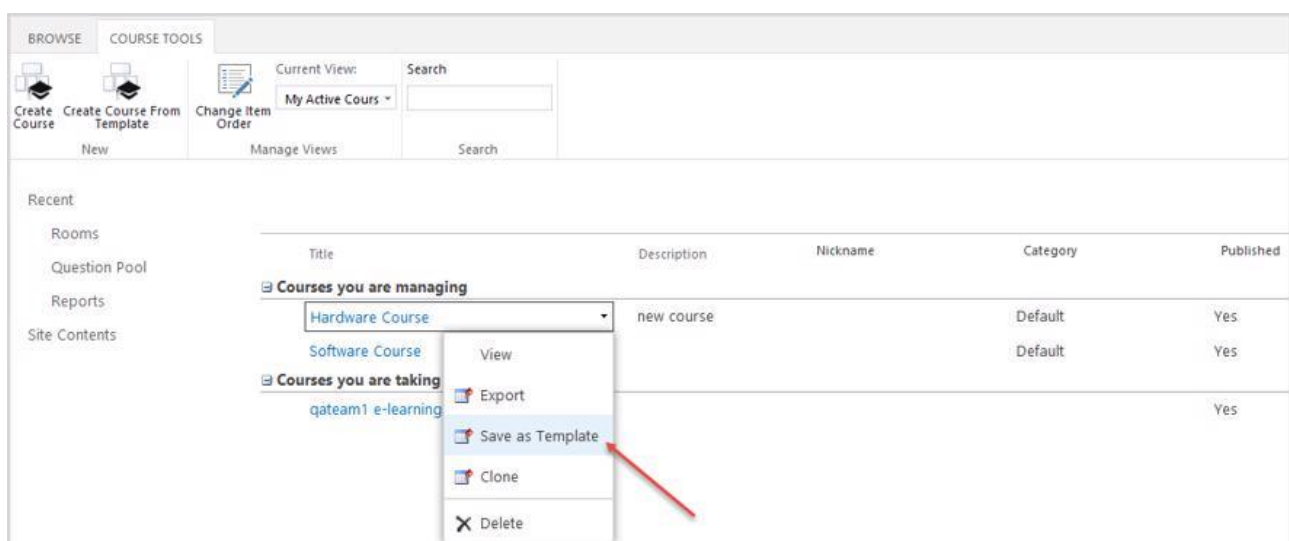 BROWSE COURSE TOOLS
Create Course
Create Course From Template
Change Item Order
Current View:
My Active Cours
Search
New
Manage Views
Search
Recent
Rooms
Question Pool
Reports
Site Contents
Title Description Nickname Category Published
Courses you are managing
Hardware Course new course Default Yes
Software Course Default Yes
Courses you are taking
qateam1 e-learning Yes
View
Export
Save as Template
Clone
Delete